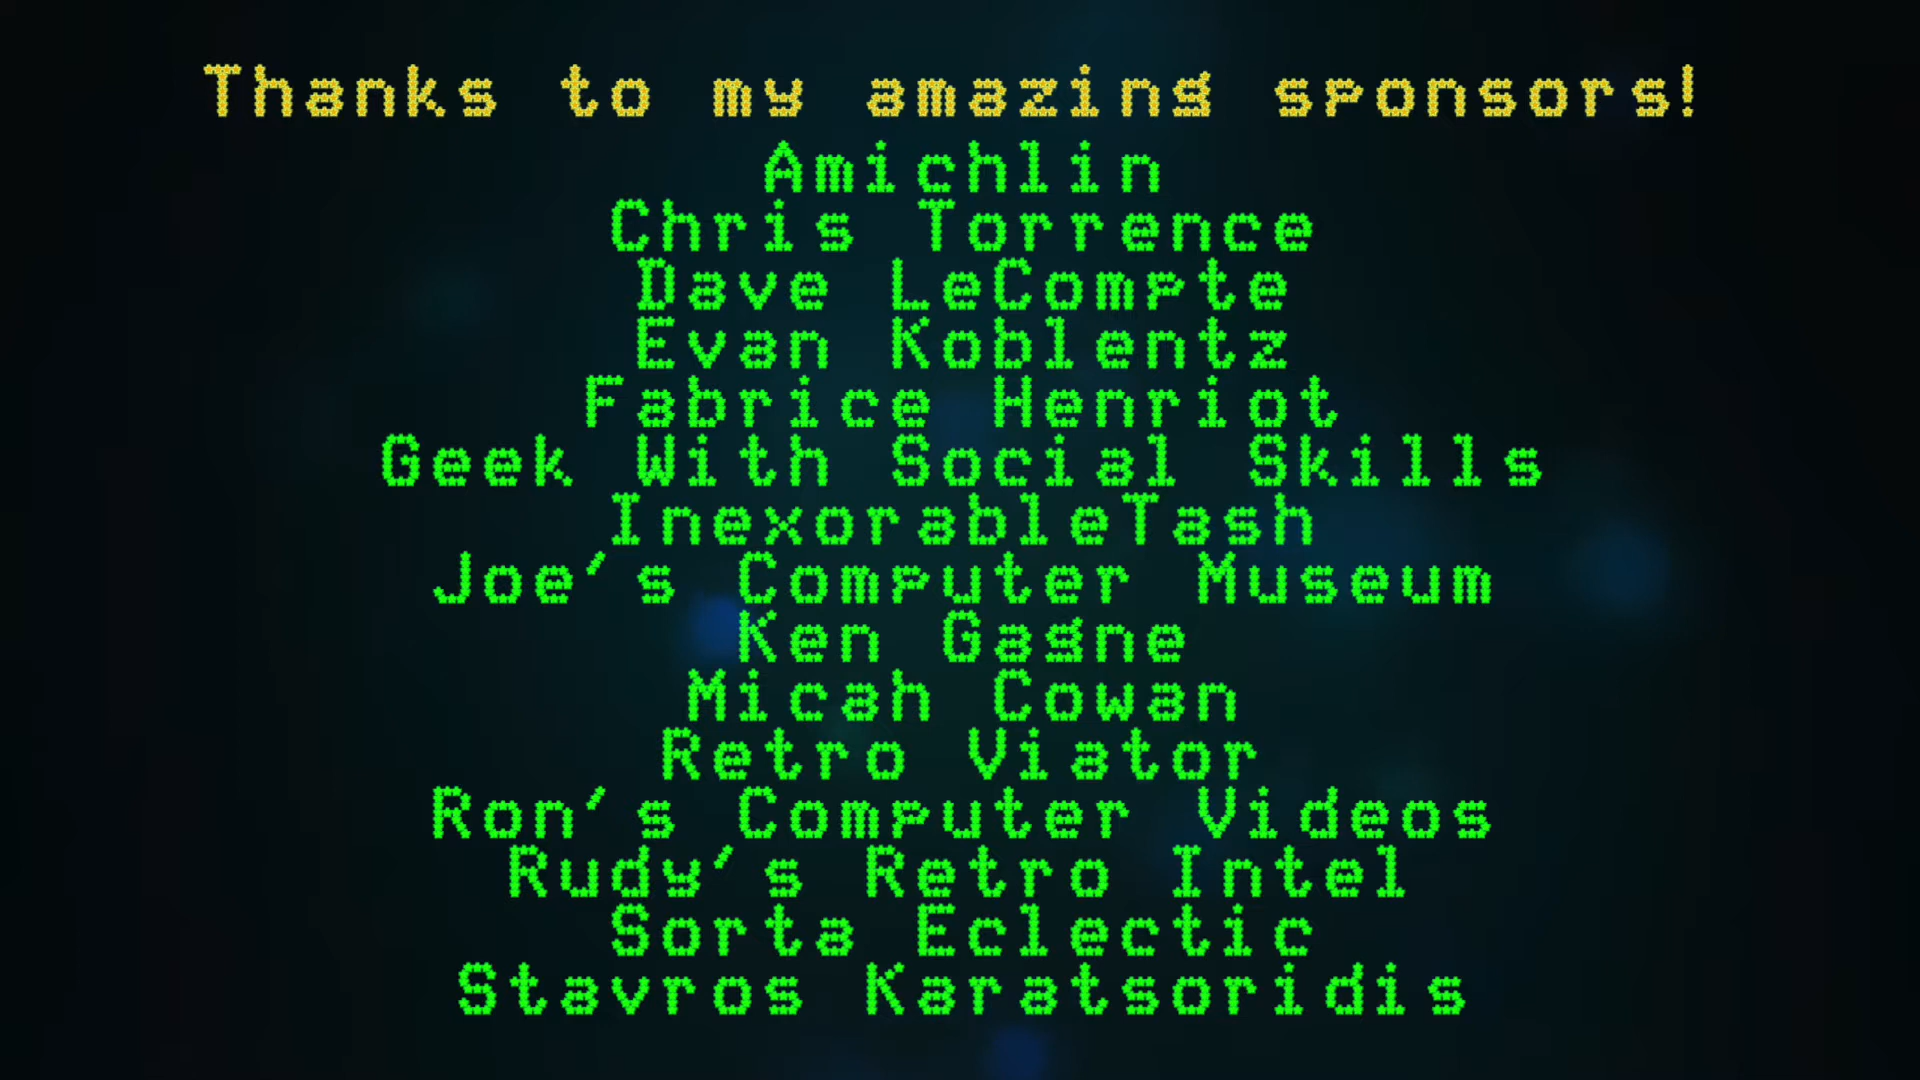 Thanks to my amazing sponsors!
Amichlin
Chris Torrence
Dave LeCompte
Evan Koblentz
Fabrice Henriot
Geek With Social Skills
InexorableTash
Joe's Computer Museum
Ken Gagne
Micah Cowan
Retro Viator
Ron's Computer Videos
Rudy's Retro Intel
Sorta Eclectic
Stavros Karatsoridis